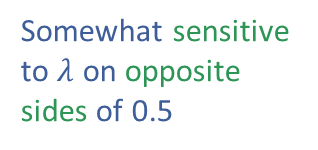 Somewhat sensitive
to λ on opposite
sides of 0.5